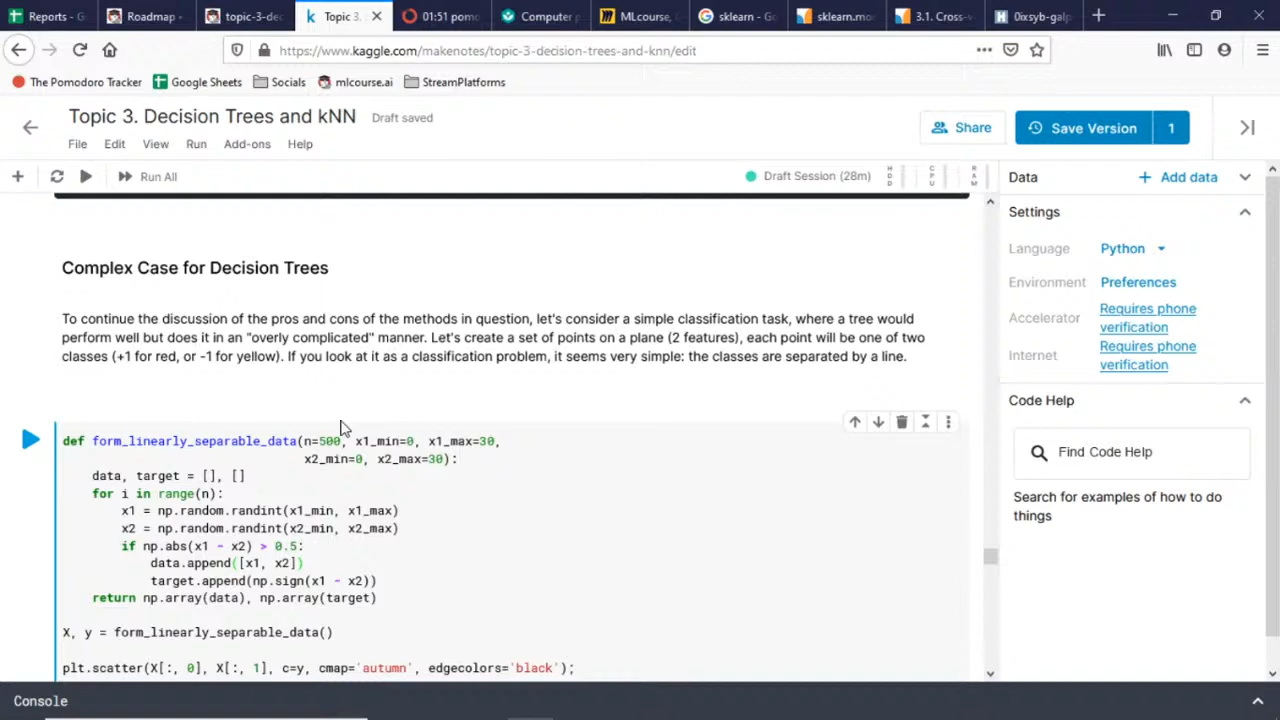 Reports - G
Roadmap
topic-3-dec
Topic 3.
01:51 pomo
Computer p
MLcourse,
sklearn - Go
sklearn.mo
3.1. Cross-v
0ixsyb-galp
https://www.kaggle.com/makenotes/topic-3-decision-trees-and-knn/edit
The Pomodoro Tracker
Google Sheets
Socials
mlcourse.ai
StreamPlatforms
Topic 3. Decision Trees and kNN
Draft saved
Share
Save Version
1
File
Edit
View
Run
Add-ons
Help
Run All
Draft Session (28m)
HDD
CPU
RAM
Data
+ Add data
Settings
Language
Python
Environment
Preferences
Accelerator
Requires phone
verification
Internet
Requires phone
verification
Code Help
Find Code Help
Search for examples of how to do
things
Complex Case for Decision Trees
To continue the discussion of the pros and cons of the methods in question, let's consider a simple classification task, where a tree would
perform well but does it in an "overly complicated" manner. Let's create a set of points on a plane (2 features), each point will be one of two
classes (+1 for red, or -1 for yellow). If you look at it as a classification problem, it seems very simple: the classes are separated by a line.
def form_linearly_separable_data(n=500, x1_min=0, x1_max=30,
x2_min=0, x2_max=30):
data, target = [], []
for i in range(n):
x1 = np.random.randint(x1_min, x1_max)
x2 = np.random.randint(x2_min, x2_max)
if np.abs(x1 - x2) > 0.5:
data.append([x1, x2])
target.append(np.sign(x1 - x2))
return np.array(data), np.array(target)
X, y = form_linearly_separable_data()
plt.scatter(X[:, 0], X[:, 1], c=y, cmap='autumn', edgecolors='black');
Console